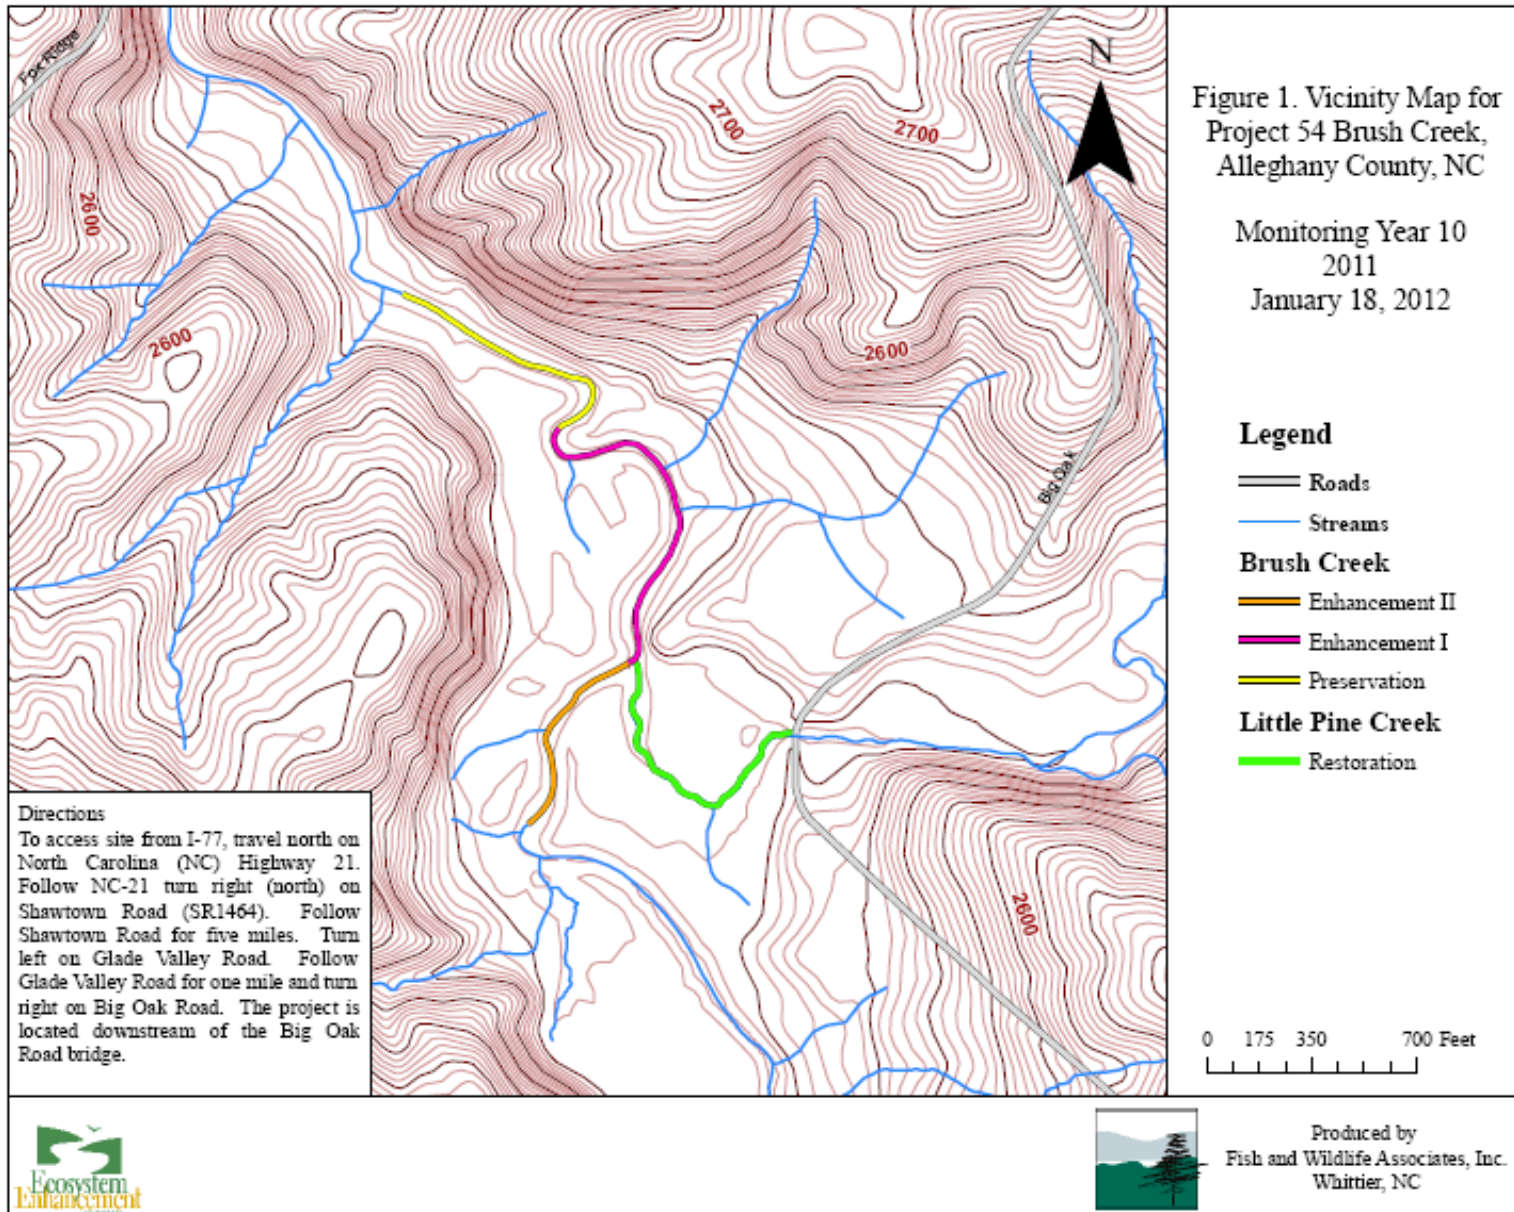 Fox Ridge
2700
2700
2600
2600
2600
2600
Big Oak
N
Figure 1. Vicinity Map for
Project 54 Brush Creek,
Alleghany County, NC
Monitoring Year 10
2011
January 18, 2012
Legend
Roads
Streams
Brush Creek
Enhancement II
Enhancement I
Preservation
Little Pine Creek
Restoration
0 175 350 700 Feet
Directions
To access site from I-77, travel north on
North Carolina (NC) Highway 21.
Follow NC-21 turn right (north) on
Shawtown Road (SR1464). Follow
Shawtown Road for five miles. Turn
left on Glade Valley Road. Follow
Glade Valley Road for one mile and turn
right on Big Oak Road. The project is
located downstream of the Big Oak
Road bridge.
Ecosystem
Enhancement
Produced by
Fish and Wildlife Associates, Inc.
Whittier, NC